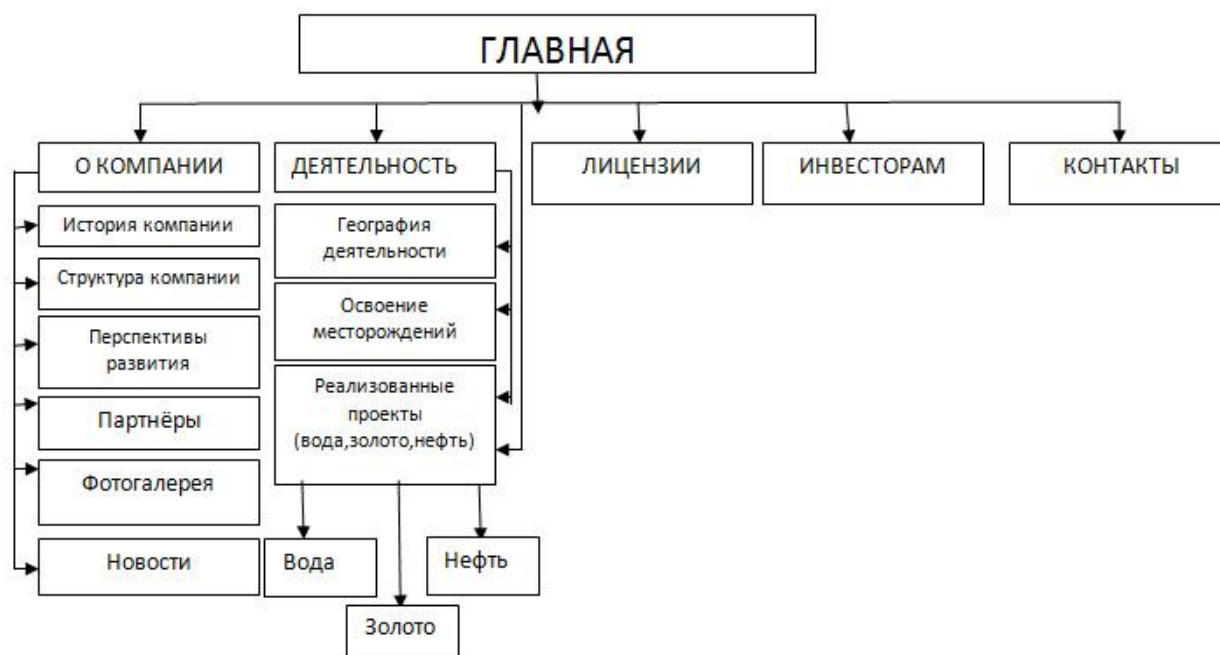 ГЛАВНАЯ
О КОМПАНИИ
ДЕЯТЕЛЬНОСТЬ
ЛИЦЕНЗИИ
ИНВЕСТОРАМ
КОНТАКТЫ
История компании
Структура компании
Перспективы
развития
Партнёры
Фотогалерея
Новости
География
деятельности
Освоение
месторождений
Реализованные
проекты
(вода,золото,нефть)
Вода
Нефть
Золото